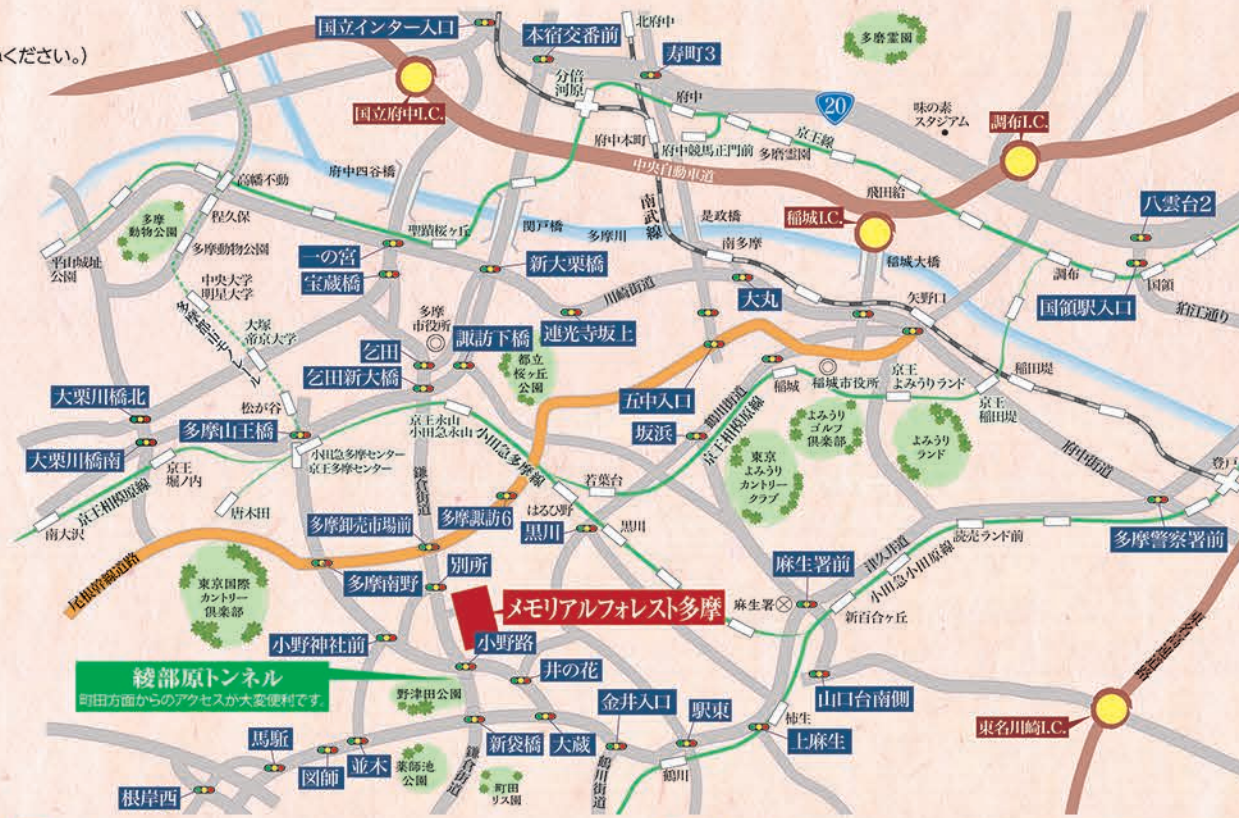 ください。)
国立インター入口
本宿交番前
北府中
寿町3
多磨霊園
分倍
河原
国立府中I.C.
府中
20
味の素
スタジアム
調布I.C.
府中本町
府中競馬正門前
多磨霊園
京王線
中央自動車道
高幡不動
府中四谷橋
飛田給
程久保
多摩
動物公園
南武線
是政橋
稲城I.C.
八雲台2
聖蹟桜ヶ丘
関戸橋
多摩川
多摩動物公園
一の宮
南多摩
平山城址
公園
新大栗橋
稲城大橋
調布
国領
中央大学
明星大学
宝蔵橋
川崎街道
大丸
矢野口
国領駅入口
狛江通り
多摩都市モノレール
大塚
帝京大学
多摩
市役所
諏訪下橋
連光寺坂上
乞田
都立
桜ヶ丘
公園
乞田新大橋
稲城
稲城市役所
京王
よみうりランド
稲田堤
大栗川橋北
松が谷
五中入口
鶴川街道
京王
稲田堤
多摩山王橋
京王永山
小田急永山
坂浜
京王相模原線
よみうり
ゴルフ
倶楽部
よみうり
ランド
府中街道
大栗川橋南
京王
堀ノ内
小田急多摩センター
京王多摩センター
小田急多摩線
東京
よみうり
カントリー
クラブ
登戸
京王相模原線
鎌倉街道
若葉台
唐木田
はるひ野
南大沢
多摩卸売市場前
多摩諏訪6
黒川
黒川
津久井道
読売ランド前
多摩警察署前
尾根幹線道路
多摩南野
別所
麻生署前
小田急小田原線
東京国際
カントリー
倶楽部
メモリアルフォレスト多摩
麻生署
新百合ヶ丘
小野神社前
小野路
綾部原トンネル
町田方面からのアクセスが大変便利です。
井の花
野津田公園
金井入口
駅東
山口台南側
柿生
東名川崎I.C.
馬駈
新袋橋
大蔵
上麻生
図師
並木
薬師池
公園
鎌倉街道
鶴川
町田
リス園
鶴川街道
根岸西